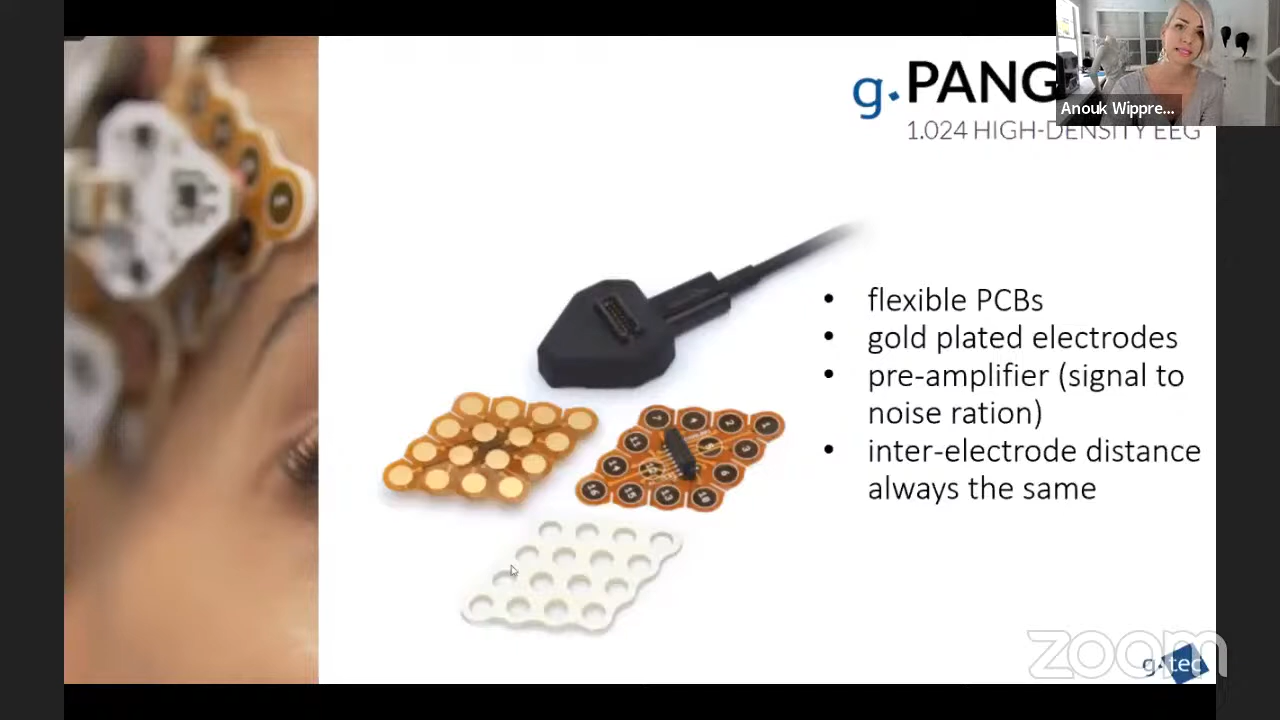 g.PANG
1.024 HIGH-DENSITY EEG
Anouk Wippre...
• flexible PCBs
• gold plated electrodes
• pre-amplifier (signal to
noise ration)
• inter-electrode distance
always the same
zoom
g.tec